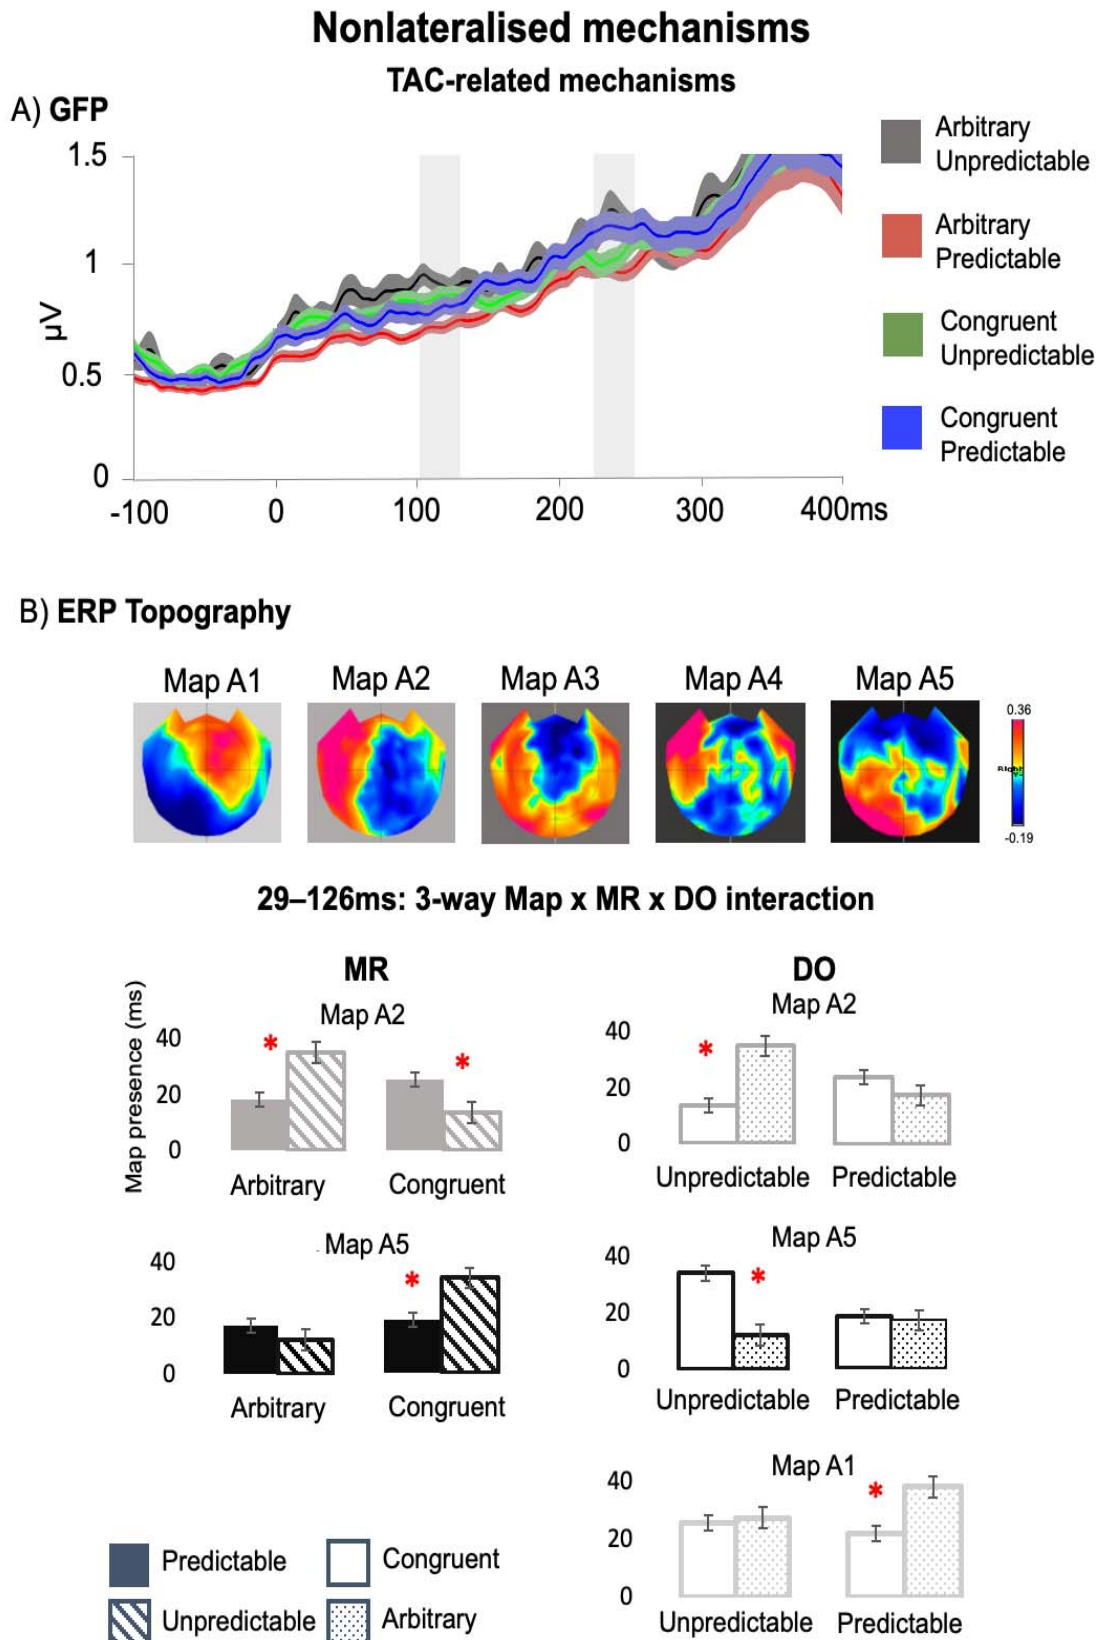 Nonlateralised mechanisms
TAC-related mechanisms
A) GFP
1.5
1
0.5
0
µV
-100
0
100
200
300
400ms
Arbitrary
Unpredictable
Arbitrary
Predictable
Congruent
Unpredictable
Congruent
Predictable
B) ERP Topography
Map A1
Map A2
Map A3
Map A4
Map A5
0.36
-0.19
29–126ms: 3-way Map x MR x DO interaction
MR
DO
Map presence (ms)
Map A2
40
20
0
Arbitrary
Congruent
Map A2
40
20
0
Unpredictable
Predictable
Map A5
40
20
0
Arbitrary
Congruent
Map A5
40
20
0
Unpredictable
Predictable
Map A1
40
20
0
Unpredictable
Predictable
Predictable
Congruent
Unpredictable
Arbitrary